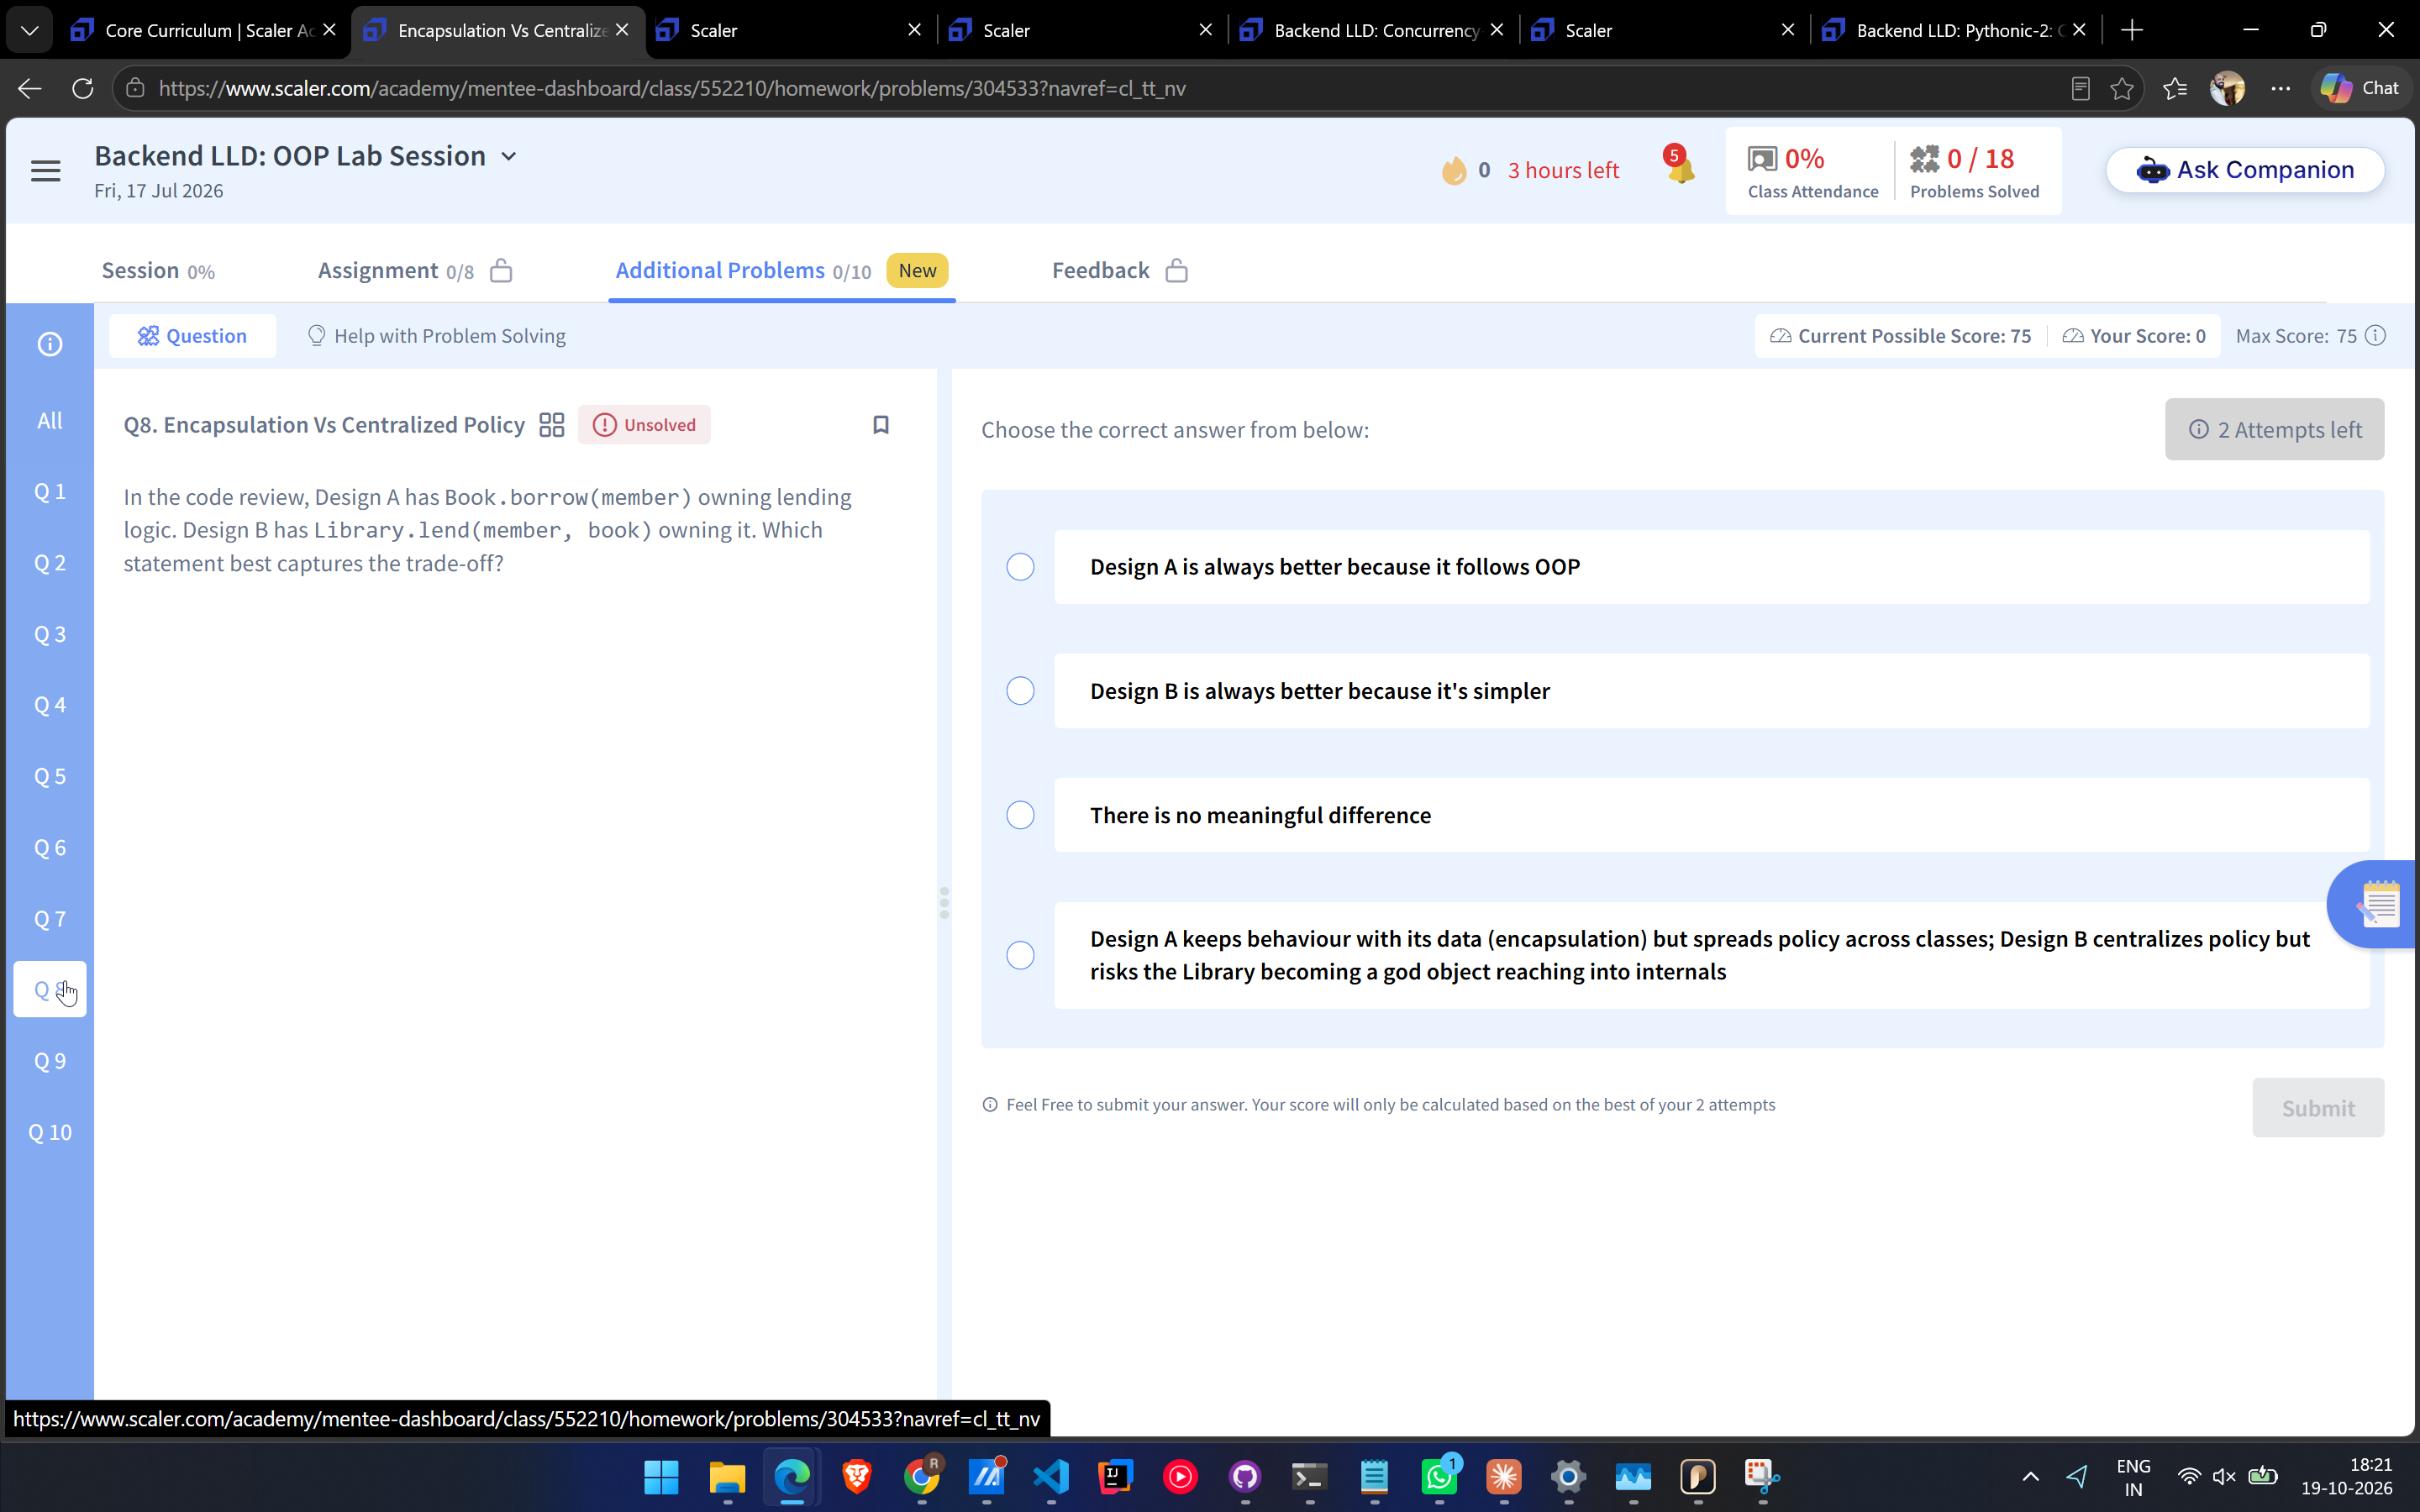 Core Curriculum | Scaler Ac
Encapsulation Vs Centralize
Scaler
Scaler
Backend LLD: Concurrency
Scaler
Backend LLD: Pythonic-2: C
https://www.scaler.com/academy/mentee-dashboard/class/552210/homework/problems/304533?navref=cl_tt_nv
Chat
Backend LLD: OOP Lab Session
Fri, 17 Jul 2026
0
3 hours left
5
0%
Class Attendance
0 / 18
Problems Solved
Ask Companion
Session 0%
Assignment 0/8
Additional Problems 0/10
New
Feedback
Question
Help with Problem Solving
Current Possible Score: 75
Your Score: 0
Max Score: 75
All
Q 1
Q 2
Q 3
Q 4
Q 5
Q 6
Q 7
Q 8
Q 9
Q 10
Q8. Encapsulation Vs Centralized Policy
Unsolved
In the code review, Design A has Book.borrow(member) owning lending
logic. Design B has Library.lend(member, book) owning it. Which
statement best captures the trade-off?
Choose the correct answer from below:
2 Attempts left
Design A is always better because it follows OOP
Design B is always better because it's simpler
There is no meaningful difference
Design A keeps behaviour with its data (encapsulation) but spreads policy across classes; Design B centralizes policy but
risks the Library becoming a god object reaching into internals
Feel Free to submit your answer. Your score will only be calculated based on the best of your 2 attempts
Submit
https://www.scaler.com/academy/mentee-dashboard/class/552210/homework/problems/304533?navref=cl_tt_nv
R
IJ
1
ENG
IN
18:21
19-10-2026